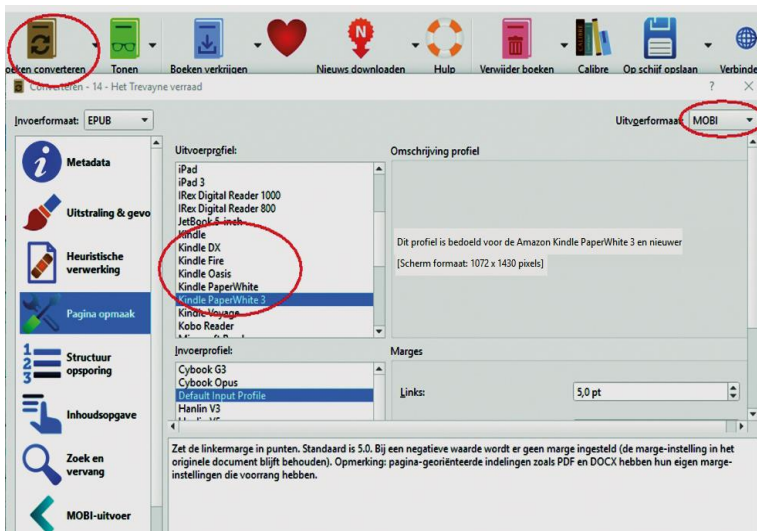 boeken converteren
Tonen
Boeken verkrijgen
N
Nieuws downloaden
Hulp
Verwijder boeken
CALIBRE
Calibre
Op schijf opslaan
Converteren - 14 - Het Trevayne verraad
?
Invoerformaat: EPUB
Uitvoerformaat: MOBI
Metadata
Uitstraling & gevo
Heuristische
verwerking
Pagina opmaak
1
2
3
Structuur
opsporing
Inhoudsopgave
Zoek en
vervang
MOBI-uitvoer
Uitvoerprofiel:
iPad
iPad 3
IRex Digital Reader 1000
IRex Digital Reader 800
JetBook 5-inch
Kindle
Kindle DX
Kindle Fire
Kindle Oasis
Kindle PaperWhite
Kindle PaperWhite 3
Kindle Voyage
Kobo Reader
Omschrijving profiel
Dit profiel is bedoeld voor de Amazon Kindle PaperWhite 3 en nieuwer
[Scherm formaat: 1072 x 1430 pixels]
Invoerprofiel:
Cybook G3
Cybook Opus
Default Input Profile
Hanlin V3
Marges
Links:
5,0 pt
Zet de linkermarge in punten. Standaard is 5.0. Bij een negatieve waarde wordt er geen marge ingesteld (de marge-instelling in het
originele document blijft behouden). Opmerking: pagina-georiënteerde indelingen zoals PDF en DOCX hebben hun eigen marge-
instellingen die voorrang hebben.